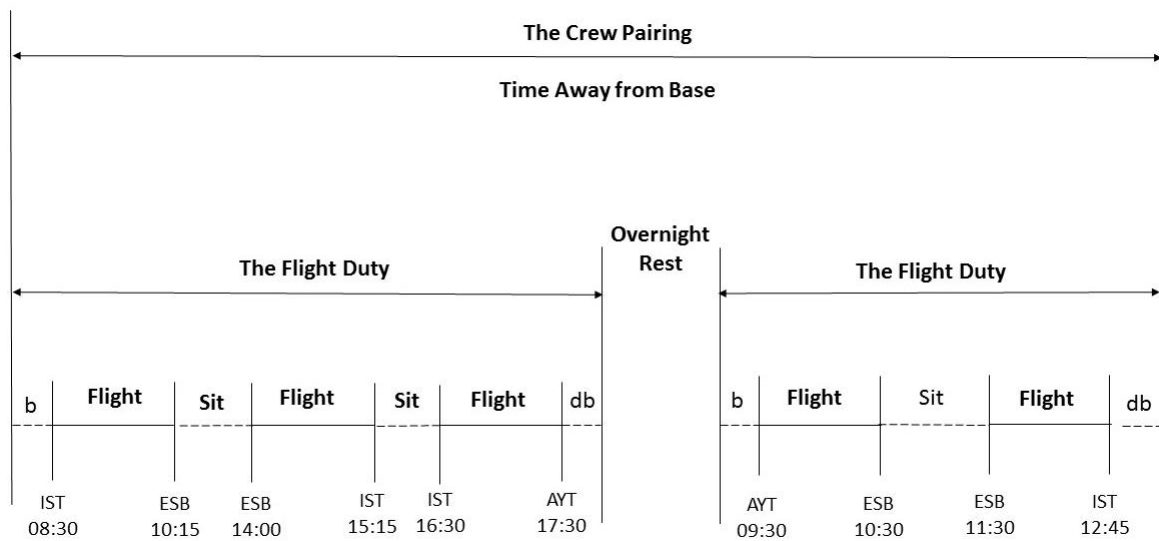 The Crew Pairing
Time Away from Base
Overnight
Rest
The Flight Duty
The Flight Duty
b
Flight
Sit
Flight
Sit
Flight
db
b
Flight
Sit
Flight
db
IST
08:30
ESB
10:15
ESB
14:00
IST
15:15
IST
16:30
AYT
17:30
AYT
09:30
ESB
10:30
ESB
11:30
IST
12:45